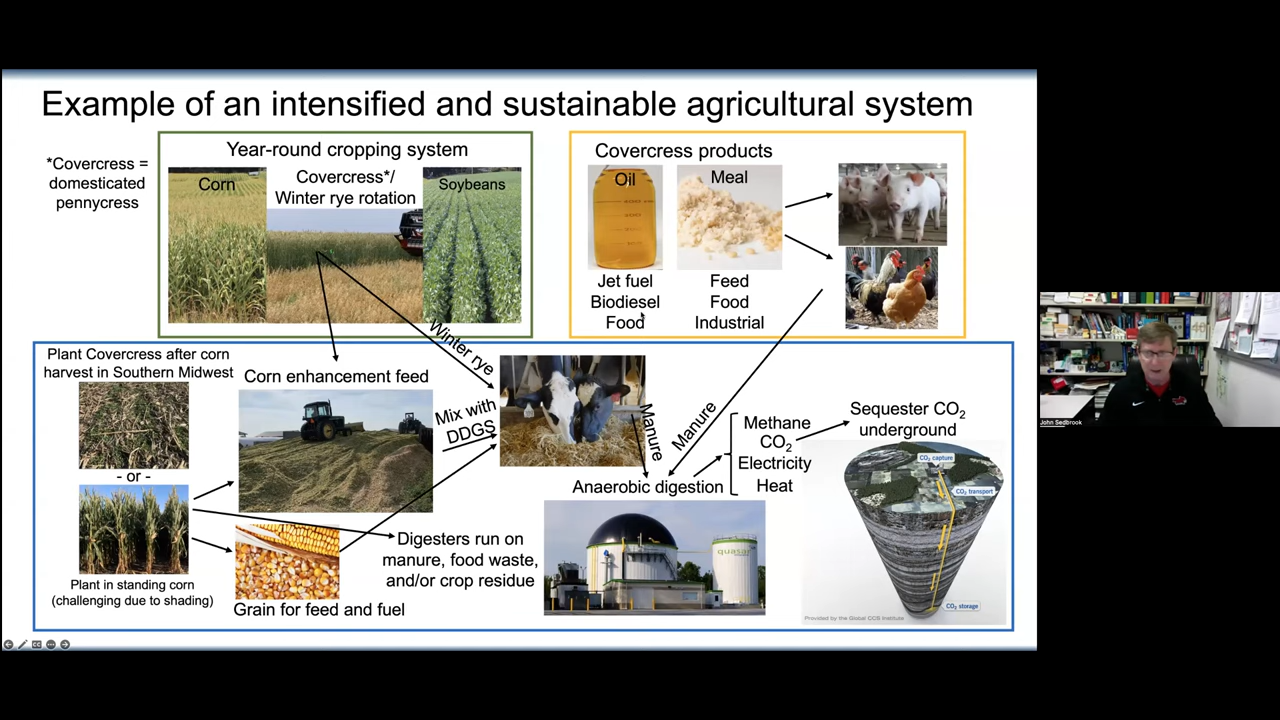 Example of an intensified and sustainable agricultural system
*Covercress =
domesticated
pennycress
Year-round cropping system
Corn
Covercress*/
Winter rye rotation
Soybeans
Covercress products
Oil
Meal
Jet fuel
Biodiesel
Food
Feed
Food
Industrial
Plant Covercress after corn
harvest in Southern Midwest
- or -
Plant in standing corn
(challenging due to shading)
Corn enhancement feed
Grain for feed and fuel
Winter rye
Mix with
DDGS
Manure
Manure
Digesters run on
manure, food waste,
and/or crop residue
Anaerobic digestion
quasar
Methane
CO₂
Electricity
Heat
Sequester CO₂
underground
CO₂ capture
CO₂ transport
CO₂ storage
Provided by the Global CCS Institute
John Sedbrook